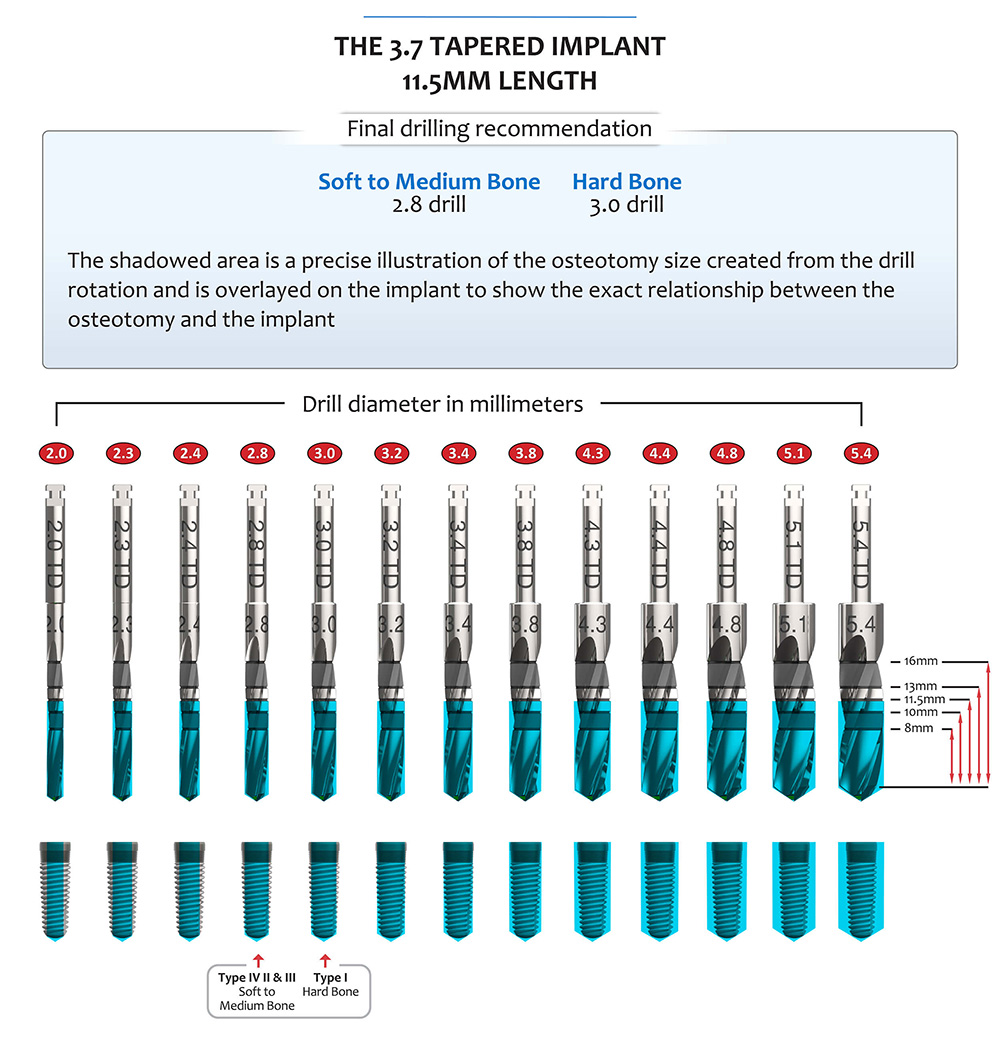 THE 3.7 TAPERED IMPLANT
11.5MM LENGTH
Final drilling recommendation
Soft to Medium Bone Hard Bone
2.8 drill 3.0 drill
The shadowed area is a precise illustration of the osteotomy size created from the drill
rotation and is overlayed on the implant to show the exact relationship between the
osteotomy and the implant
Drill diameter in millimeters
2.0 2.3 2.4 2.8 3.0 3.2 3.4 3.8 4.3 4.4 4.8 5.1 5.4
2.0 TD 2.3 TD 2.4 TD 2.8 TD 3.0 TD 3.2 TD 3.4 TD 3.8 TD 4.3 TD 4.4 TD 4.8 TD 5.1 TD 5.4 TD
2.0 2.3 2.4 2.8 3.0 3.2 3.4 3.8 4.3 4.4 4.8 5.1 5.4
16mm
13mm
11.5mm
10mm
8mm
Type IV II & III Type I
Soft to Hard Bone
Medium Bone